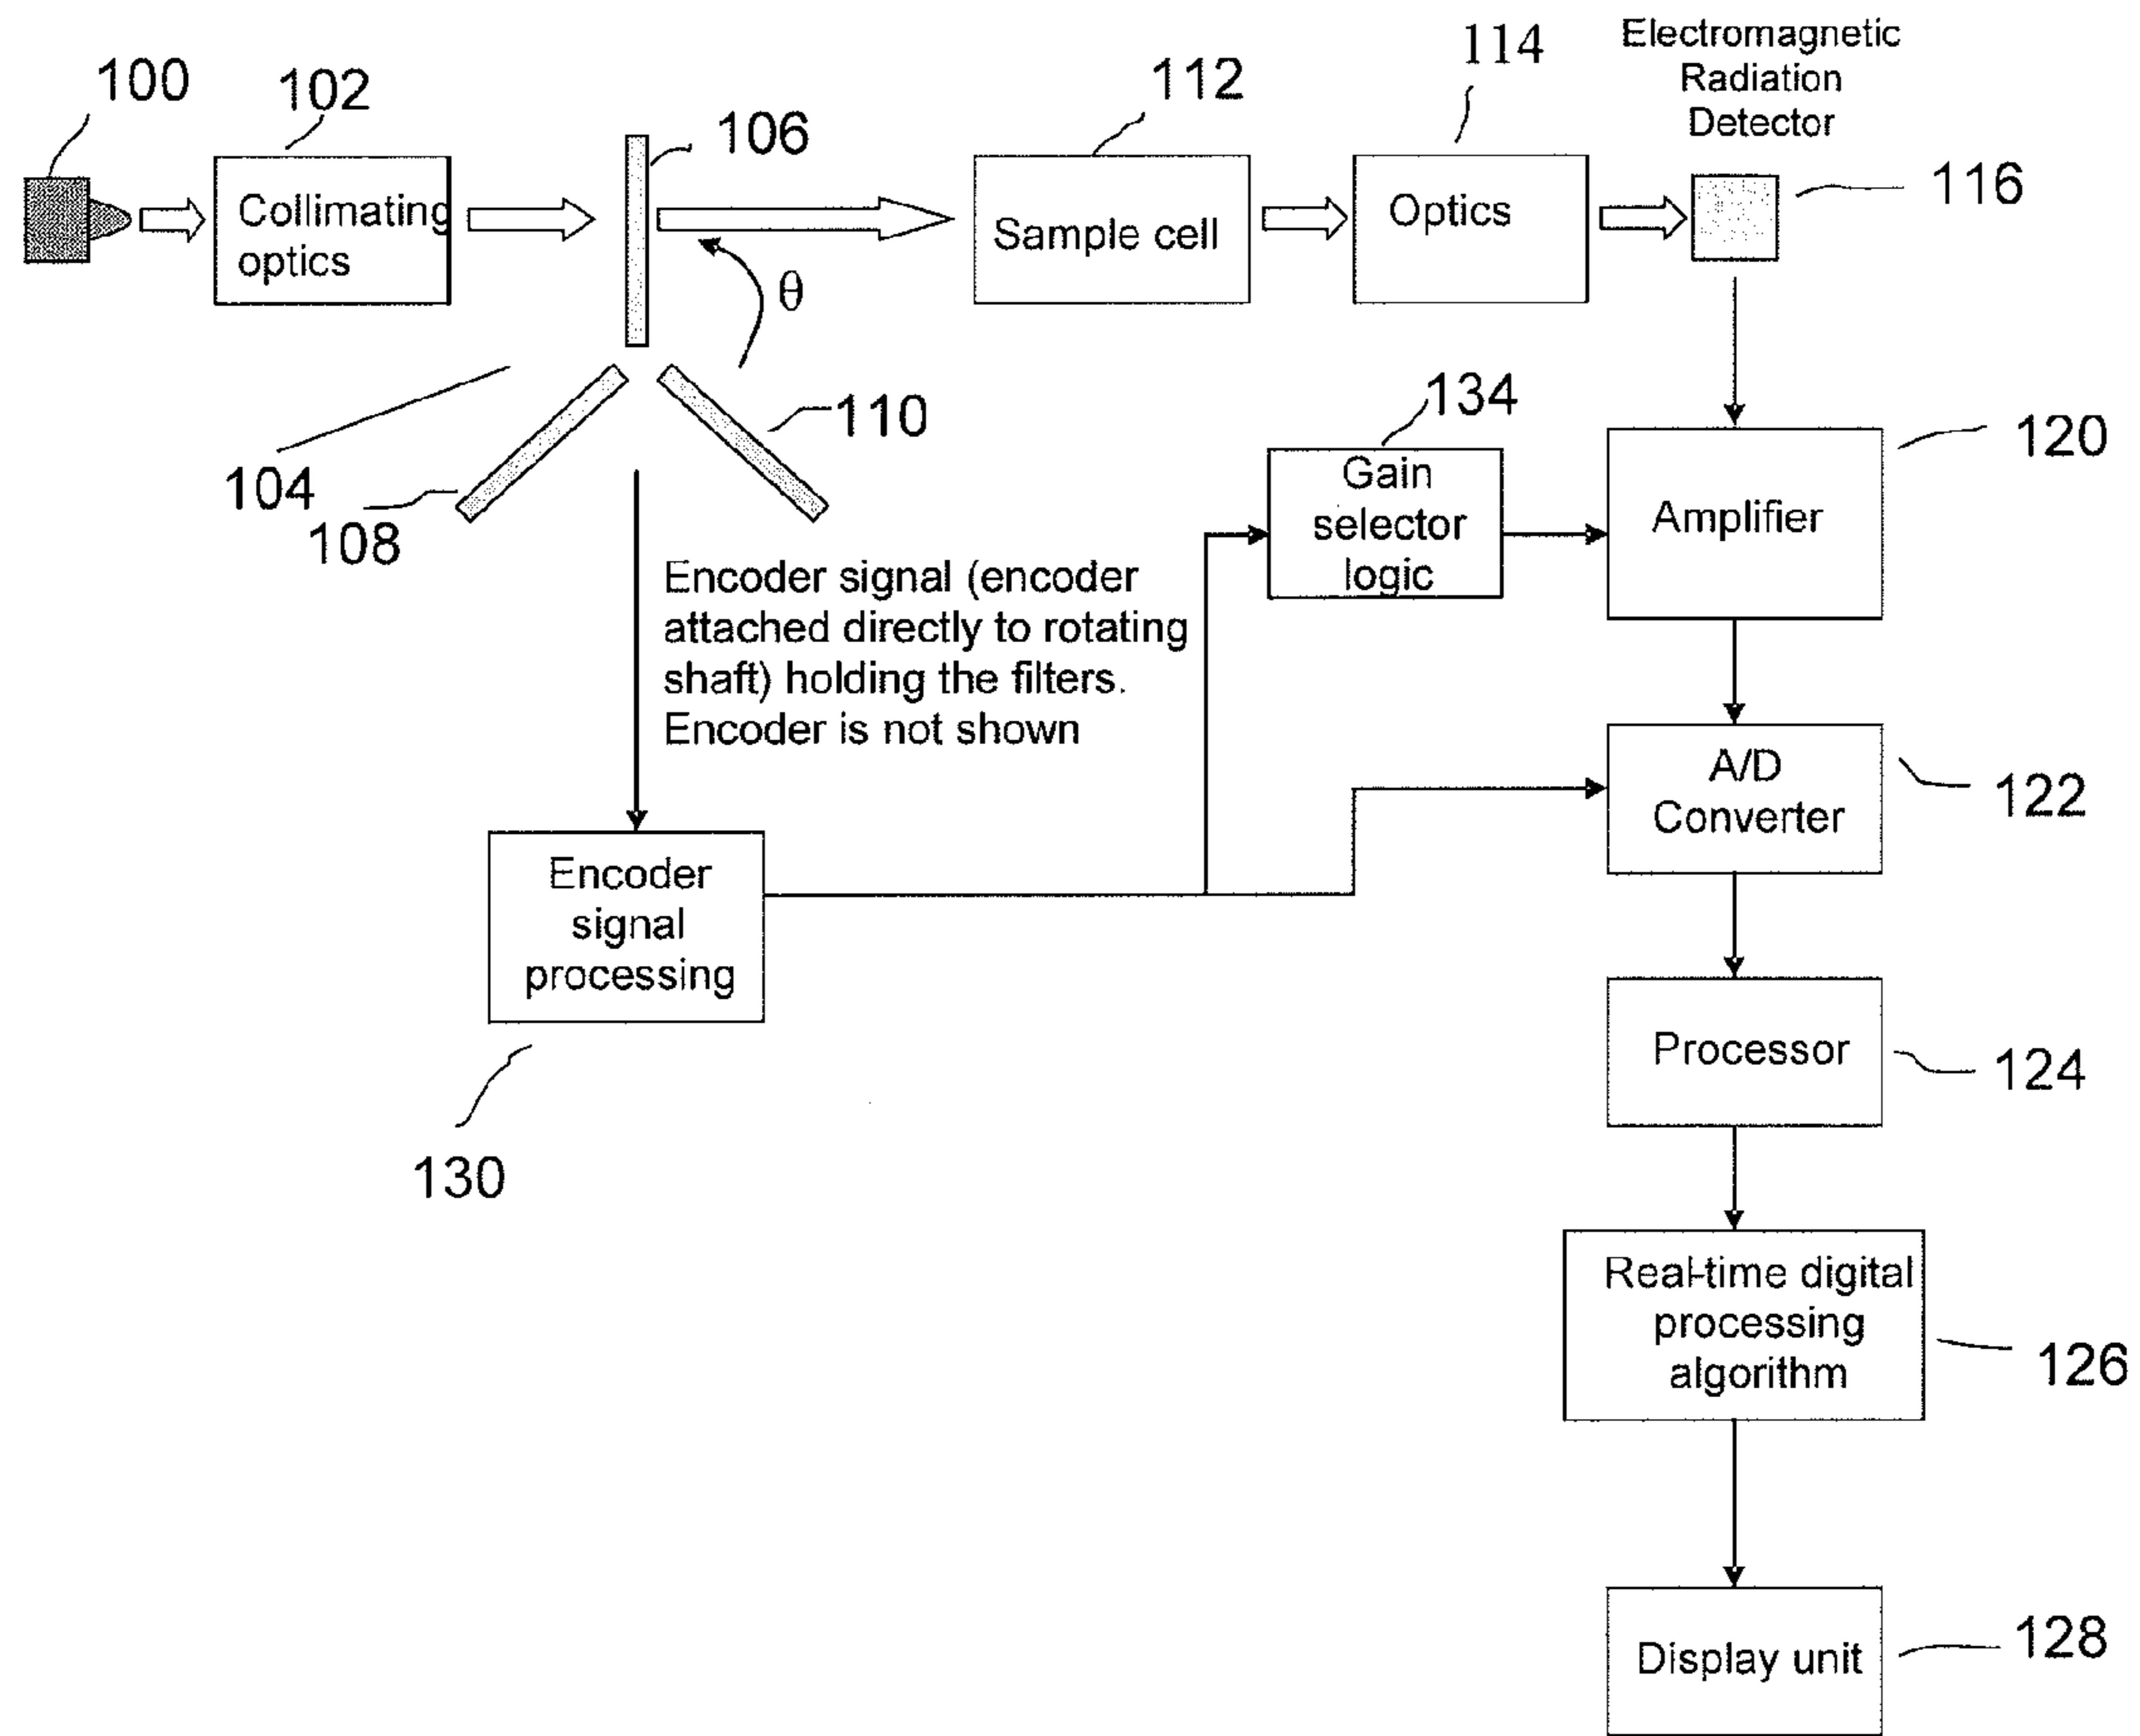 100
102
Collimating
optics
106
θ
112
Sample cell
114
Optics
Electromagnetic
Radiation
Detector
116
104
108
110
Encoder signal (encoder
attached directly to rotating
shaft) holding the filters.
Encoder is not shown
134
Gain
selector
logic
120
Amplifier
A/D
Converter
122
Encoder
signal
processing
130
Processor
124
Real-time digital
processing
algorithm
126
Display unit
128